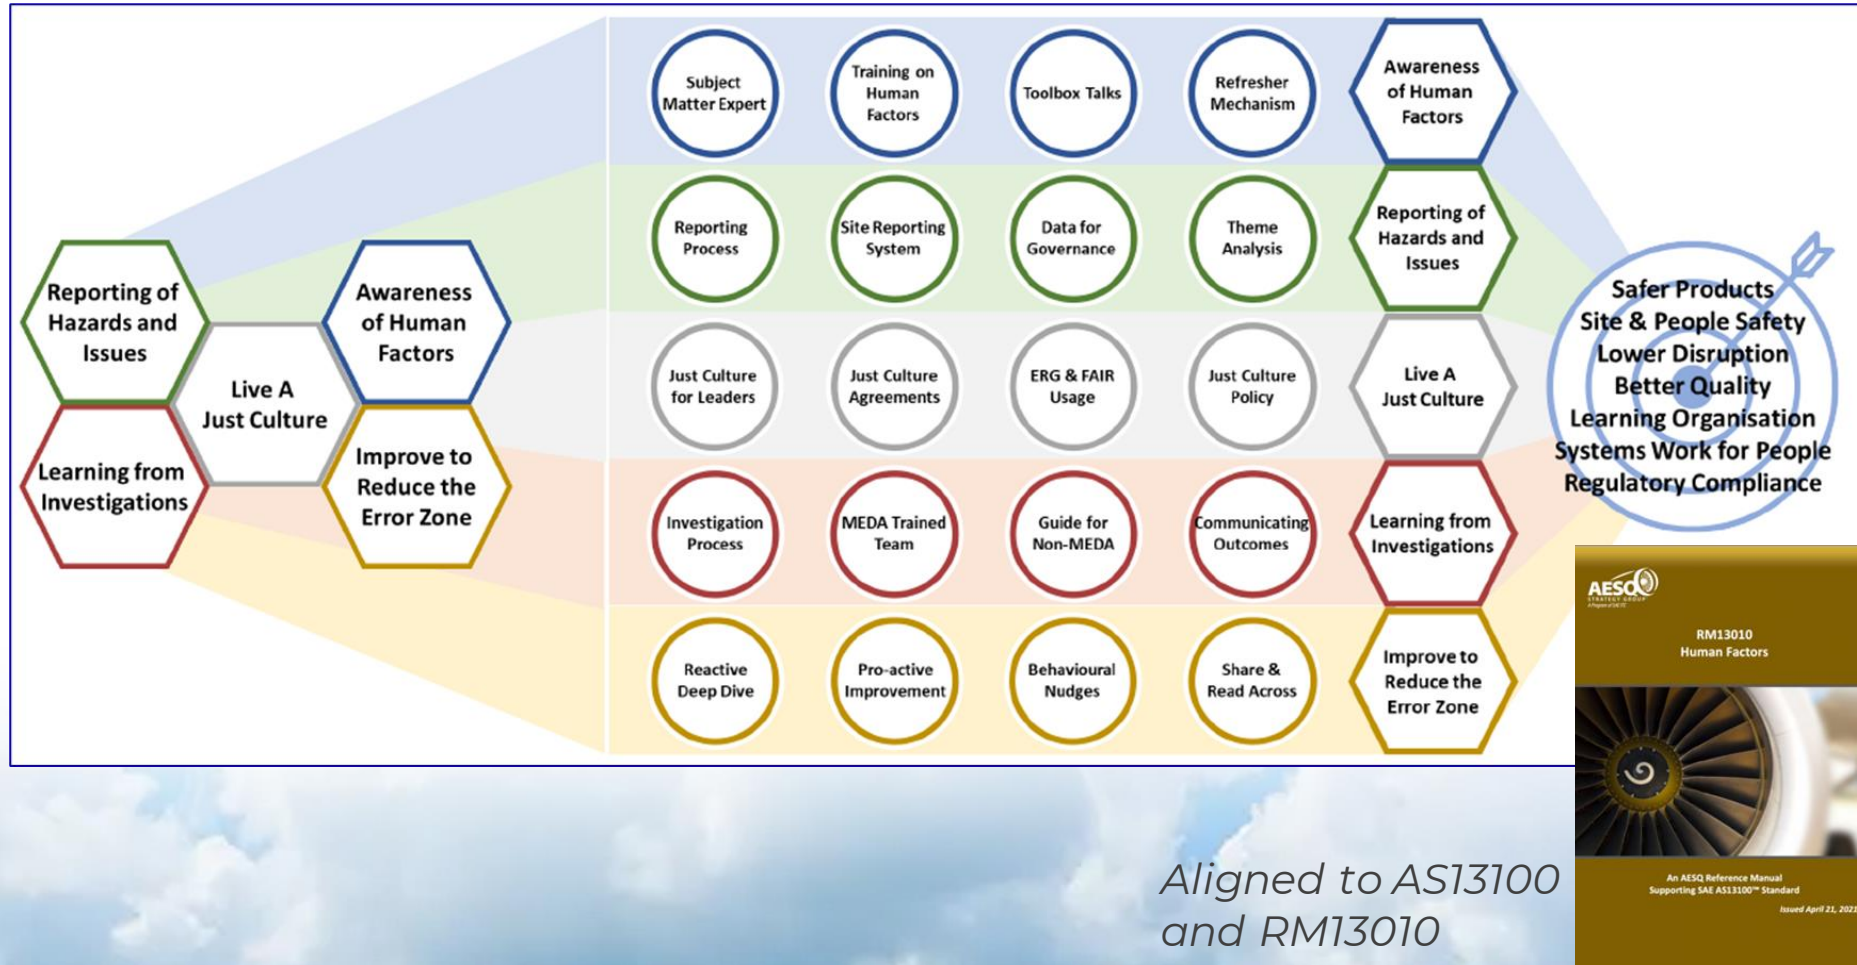 Reporting of
Hazards and
Issues
Awareness
of Human
Factors
Live A
Just Culture
Learning from
Investigations
Improve to
Reduce the
Error Zone
Subject
Matter Expert
Training on
Human
Factors
Toolbox Talks
Refresher
Mechanism
Awareness
of Human
Factors
Reporting
Process
Site Reporting
System
Data for
Governance
Theme
Analysis
Reporting of
Hazards and
Issues
Just Culture
for Leaders
Just Culture
Agreements
ERG & FAIR
Usage
Just Culture
Policy
Live A
Just Culture
Investigation
Process
MEDA Trained
Team
Guide for
Non-MEDA
Communicating
Outcomes
Learning from
Investigations
Reactive
Deep Dive
Pro-active
Improvement
Behavioural
Nudges
Share &
Read Across
Improve to
Reduce the
Error Zone
Safer Products
Site & People Safety
Lower Disruption
Better Quality
Learning Organisation
Systems Work for People
Regulatory Compliance
AESQ
STRATEGY GROUP
A Program of SAE ITC
RM13010
Human Factors
An AESQ Reference Manual
Supporting SAE AS13100™ Standard
Issued April 21, 2021
Aligned to AS13100
and RM13010